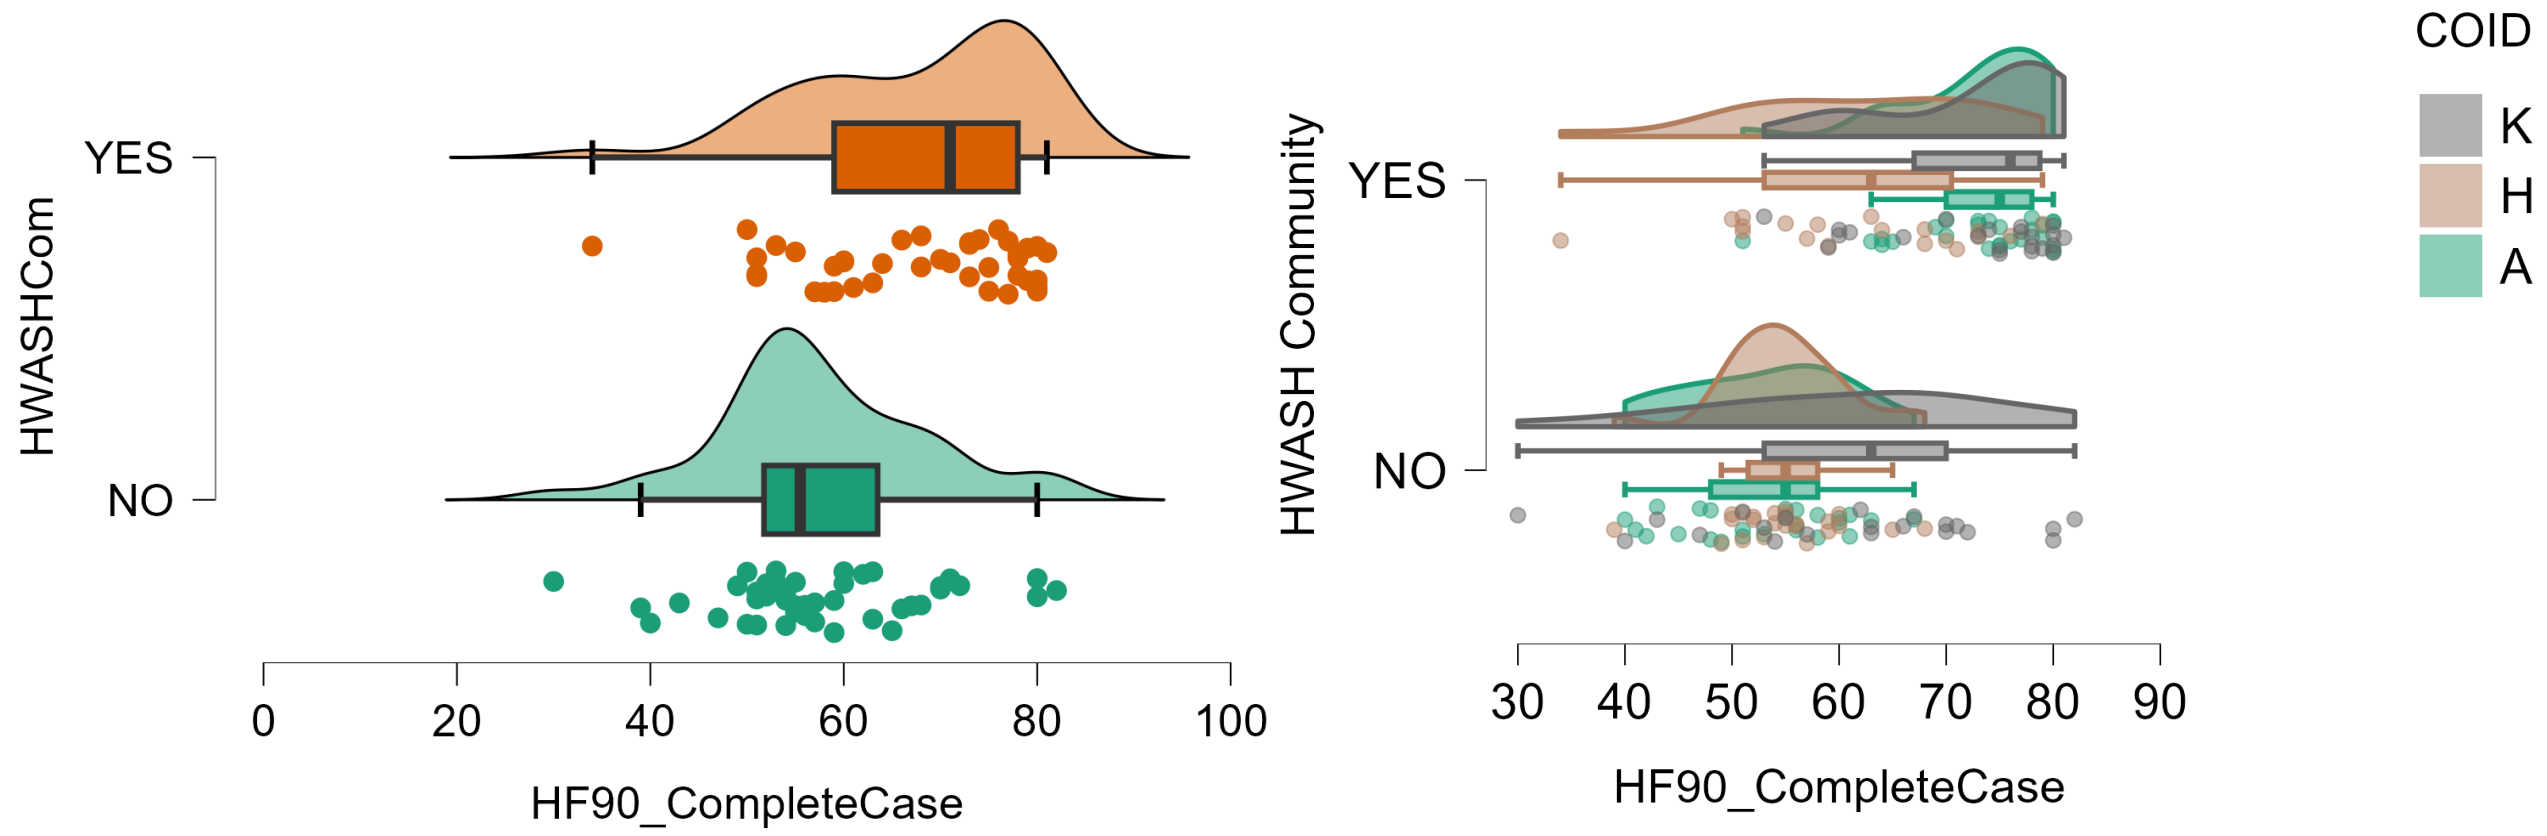 HWASHCom
YES
NO
0 20 40 60 80 100
HF90_CompleteCase
HWASH Community
YES
NO
30 40 50 60 70 80 90
HF90_CompleteCase
COID
K
H
A